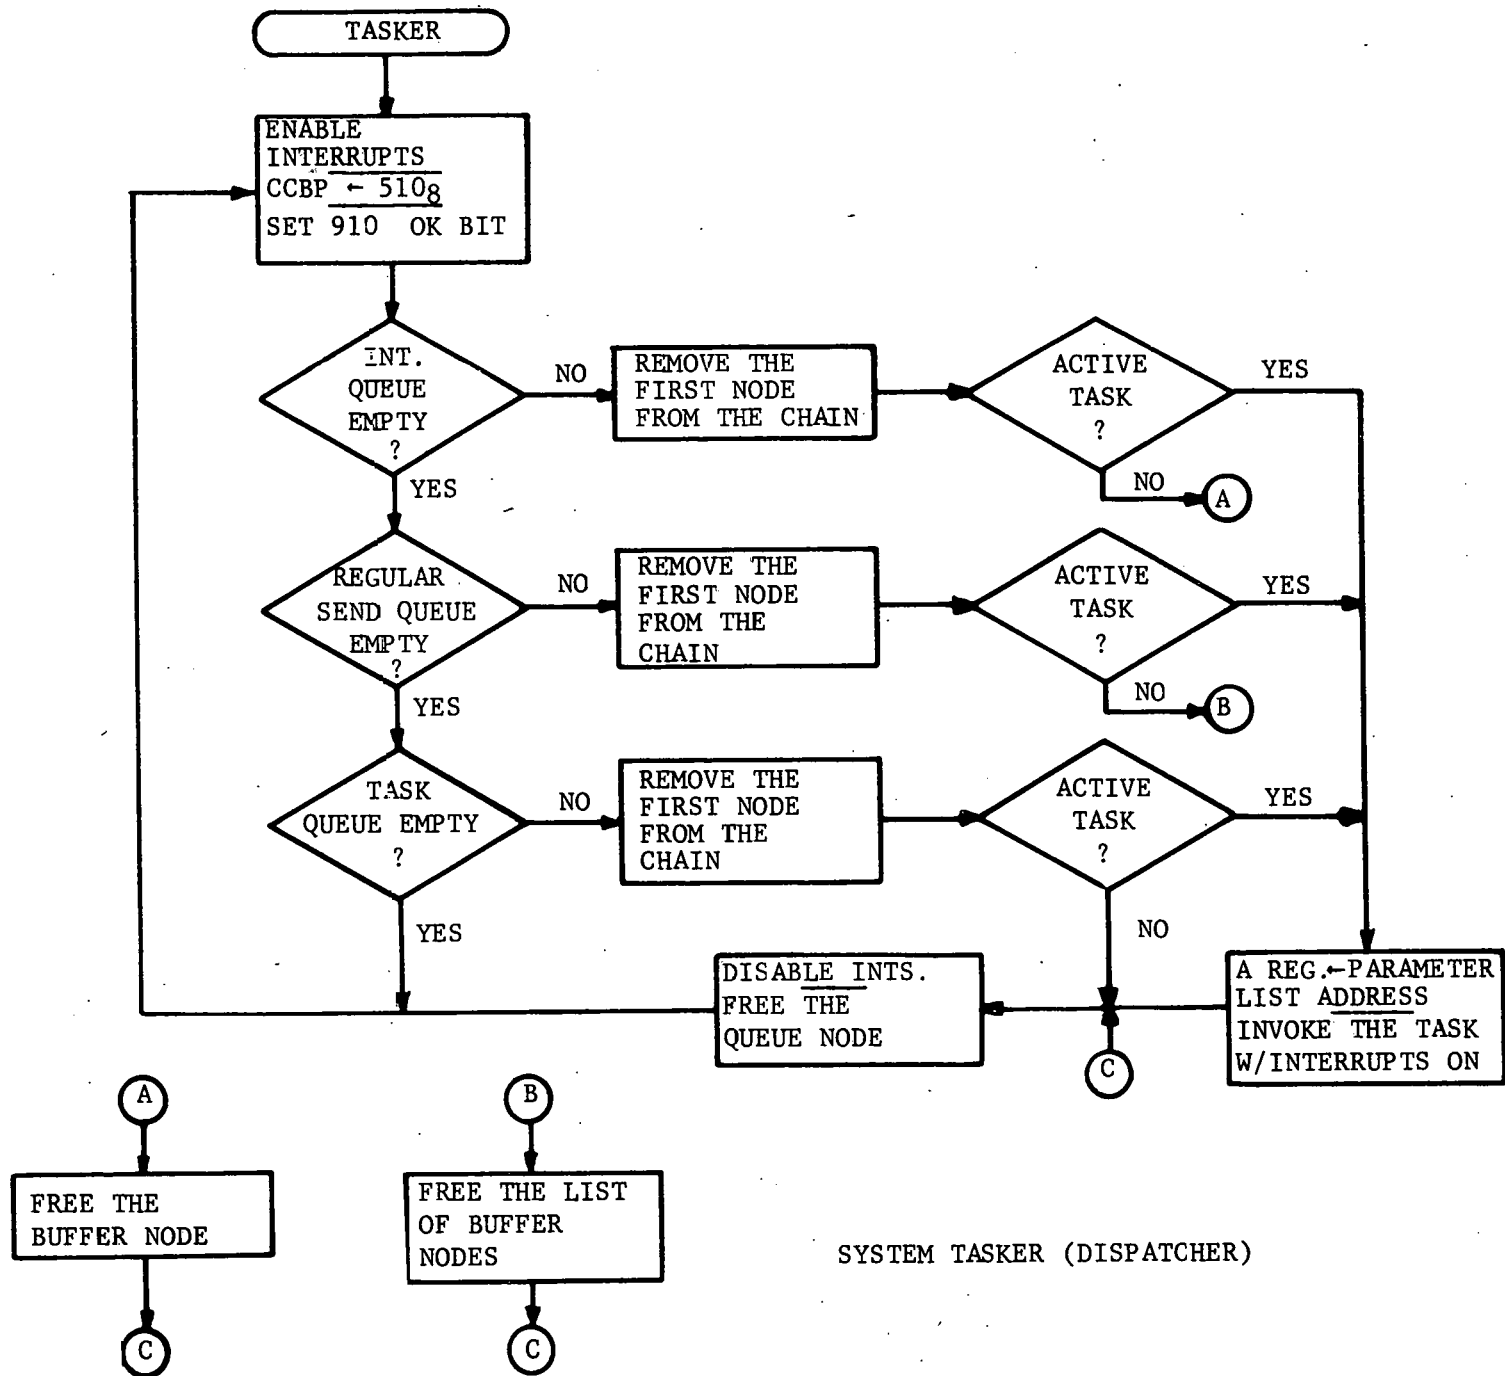 TASKER
ENABLE
INTERRUPTS
CCBP ← 510₈
SET 910 OK BIT
INT.
QUEUE
EMPTY
?
NO
REMOVE THE
FIRST NODE
FROM THE CHAIN
ACTIVE
TASK
?
YES
NO
A
YES
REGULAR
SEND QUEUE
EMPTY
?
NO
REMOVE THE
FIRST NODE
FROM THE
CHAIN
ACTIVE
TASK
?
YES
NO
B
YES
TASK
QUEUE EMPTY
?
NO
REMOVE THE
FIRST NODE
FROM THE
CHAIN
ACTIVE
TASK
?
YES
NO
YES
DISABLE INTS.
FREE THE
QUEUE NODE
A REG.←PARAMETER
LIST ADDRESS
INVOKE THE TASK
W/INTERRUPTS ON
C
A
FREE THE
BUFFER NODE
C
B
FREE THE LIST
OF BUFFER
NODES
C
SYSTEM TASKER (DISPATCHER)